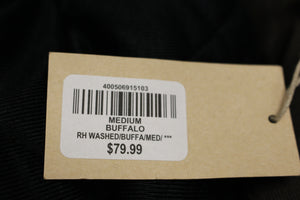 400506915103
MEDIUM
BUFFALO
RH WASHED/BUFFA/MED/ ***
$79.99